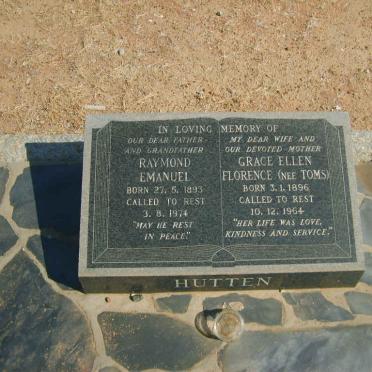 IN LOVING MEMORY OF
OUR DEAR FATHER
AND GRANDFATHER
RAYMOND
EMANUEL
BORN 27. 5. 1893
CALLED TO REST
3. 8. 1974
"MAY HE REST
IN PEACE."
MY DEAR WIFE AND
OUR DEVOTED MOTHER
GRACE ELLEN
FLORENCE (NEE TOMS)
BORN 3.1. 1896
CALLED TO REST
10. 12. 1964
"HER LIFE WAS LOVE,
KINDNESS AND SERVICE."
HUTTEN